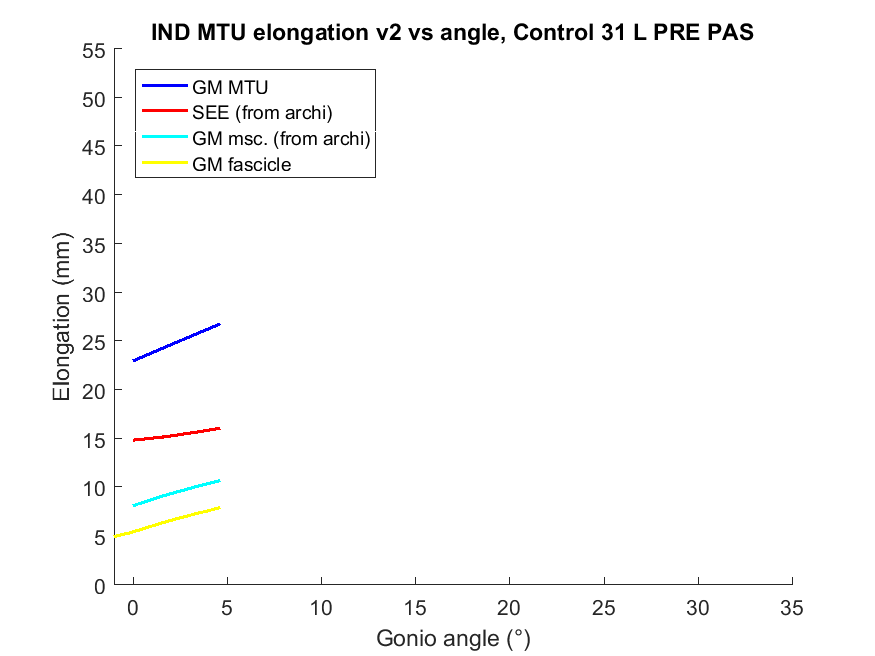 IND MTU elongation v2 vs angle, Control 31 L PRE PAS
55
50
45
40
35
30
25
20
15
10
5
0
GM MTU
SEE (from archi)
GM msc. (from archi)
GM fascicle
Elongation (mm)
0 5 10 15 20 25 30 35
Gonio angle (°)